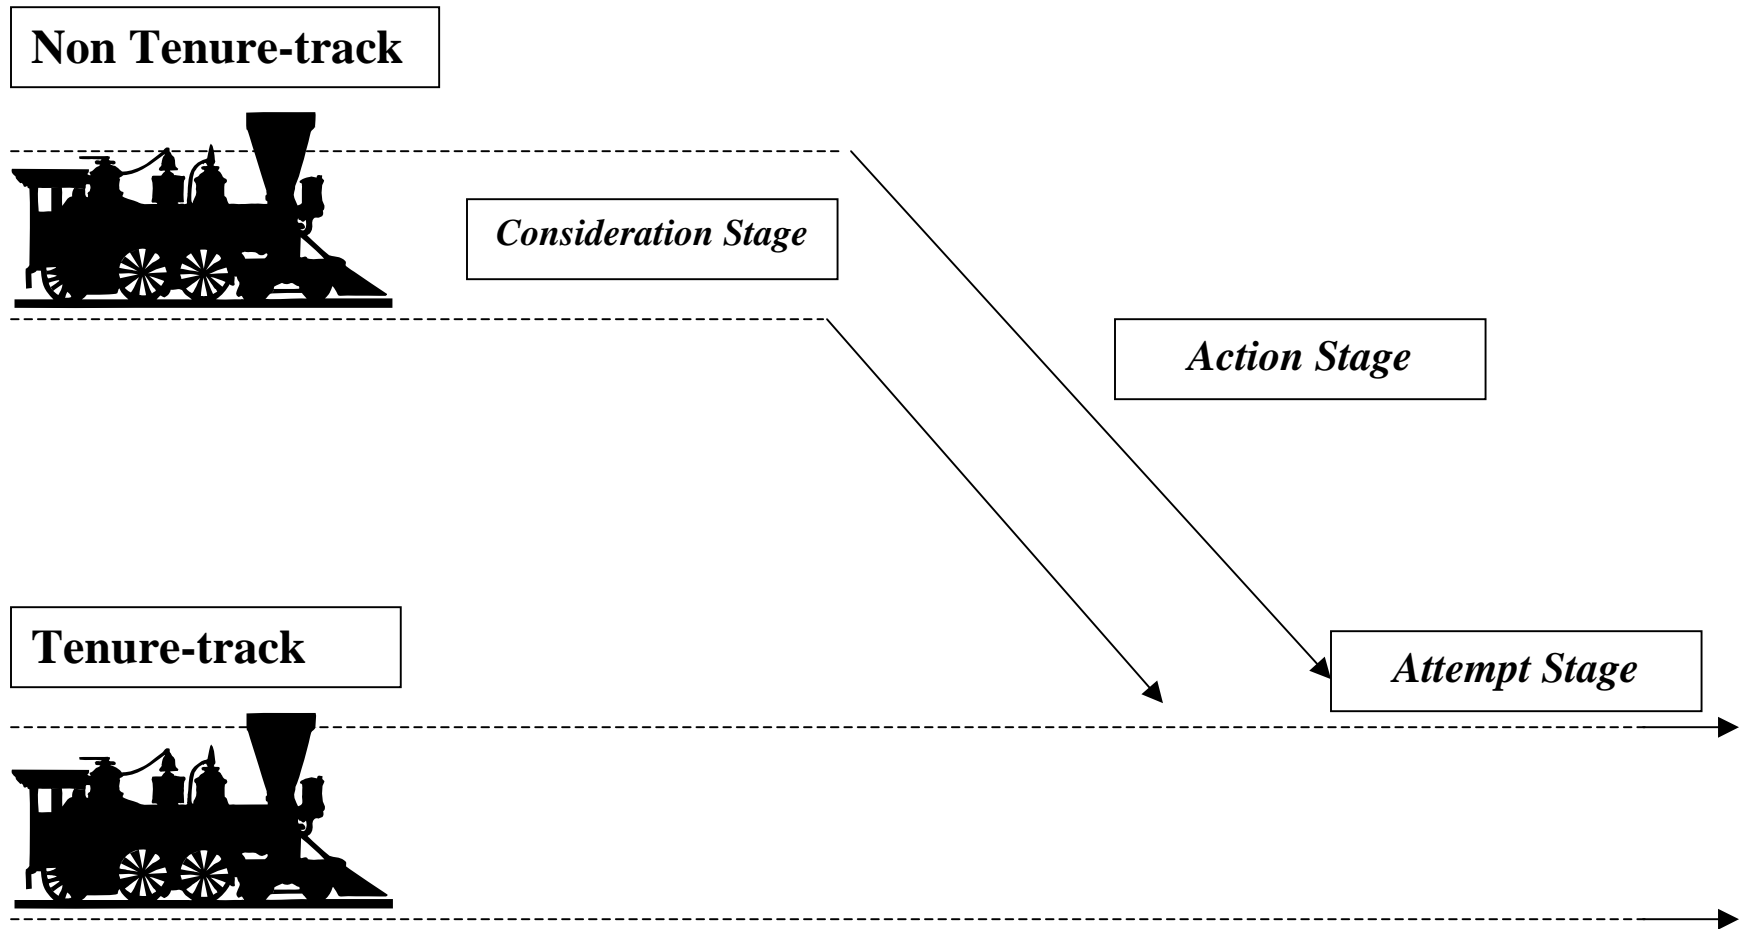 Non Tenure-track
Consideration Stage
Action Stage
Tenure-track
Attempt Stage